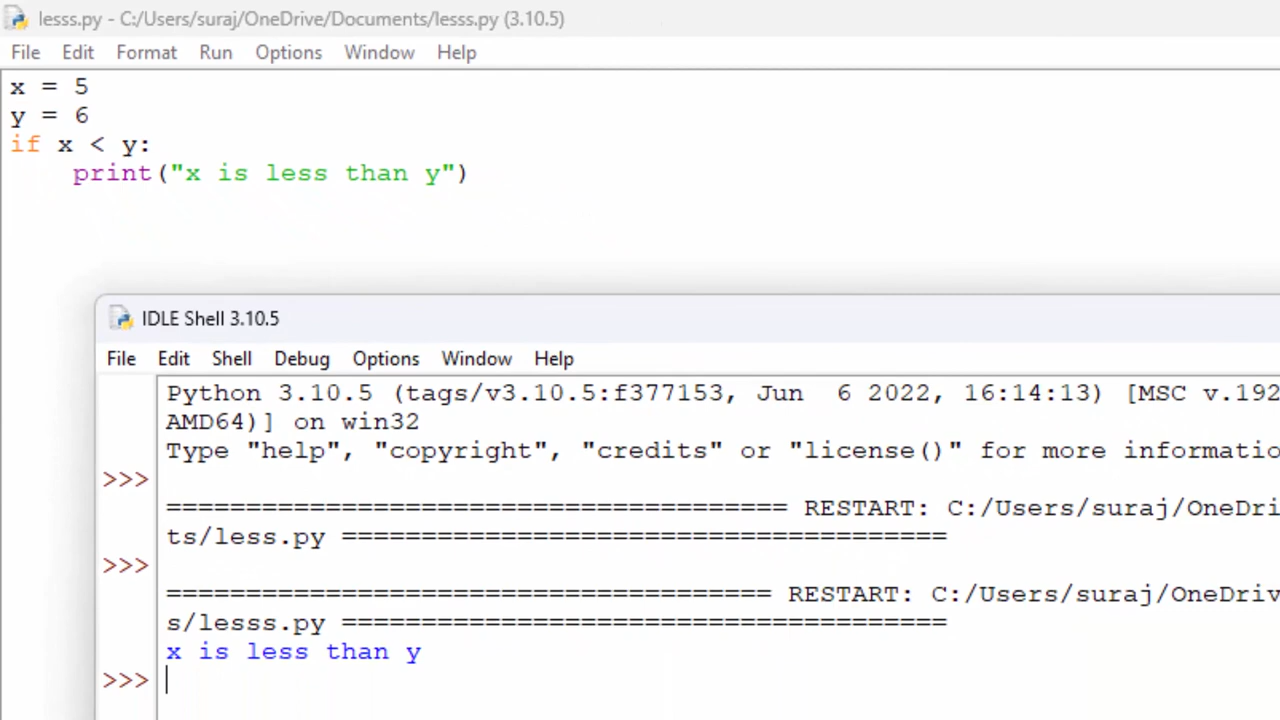 lesss.py - C:/Users/suraj/OneDrive/Documents/lesss.py (3.10.5)
File Edit Format Run Options Window Help
x = 5
y = 6
if x < y:
    print("x is less than y")
IDLE Shell 3.10.5
File Edit Shell Debug Options Window Help
Python 3.10.5 (tags/v3.10.5:f377153, Jun  6 2022, 16:14:13) [MSC v.192
AMD64)] on win32
Type "help", "copyright", "credits" or "license()" for more informatio
>>>
======================================= RESTART: C:/Users/suraj/OneDri
ts/less.py ======================================
>>>
====================================== RESTART: C:/Users/suraj/OneDriv
s/lesss.py ======================================
x is less than y
>>>